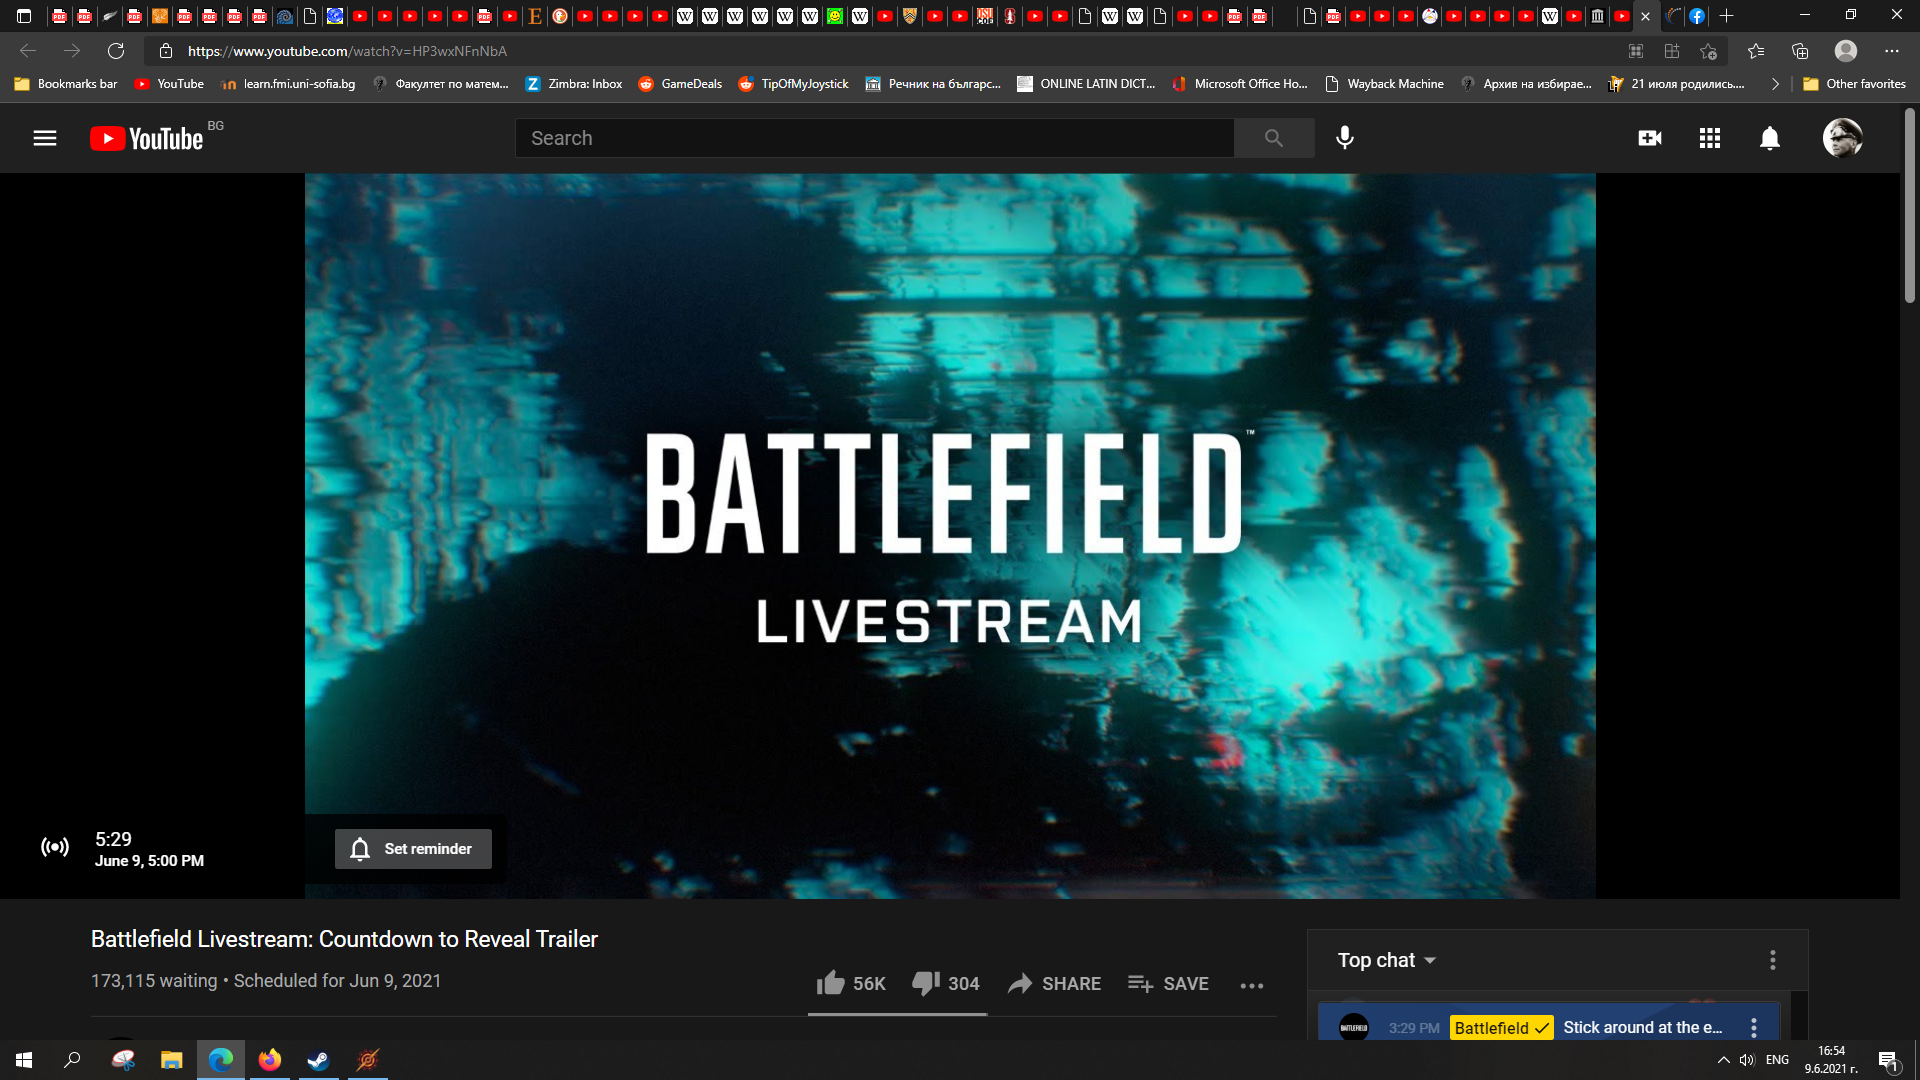 https://www.youtube.com/watch?v=HP3wxNFnNbA
Bookmarks bar
YouTube
learn.fmi.uni-sofia.bg
Факултет по матем...
Zimbra: Inbox
GameDeals
TipOfMyJoystick
Речник на българс...
ONLINE LATIN DICT...
Microsoft Office Ho...
Wayback Machine
Архив на избирае...
21 июля родились....
Other favorites
YouTube BG
Search
BATTLEFIELD™
LIVESTREAM
5:29
June 9, 5:00 PM
Set reminder
Battlefield Livestream: Countdown to Reveal Trailer
173,115 waiting • Scheduled for Jun 9, 2021
56K
304
SHARE
SAVE
Top chat
BATTLEFIELD
3:29 PM Battlefield Stick around at the e...
ENG
16:54
9.6.2021 г.
1